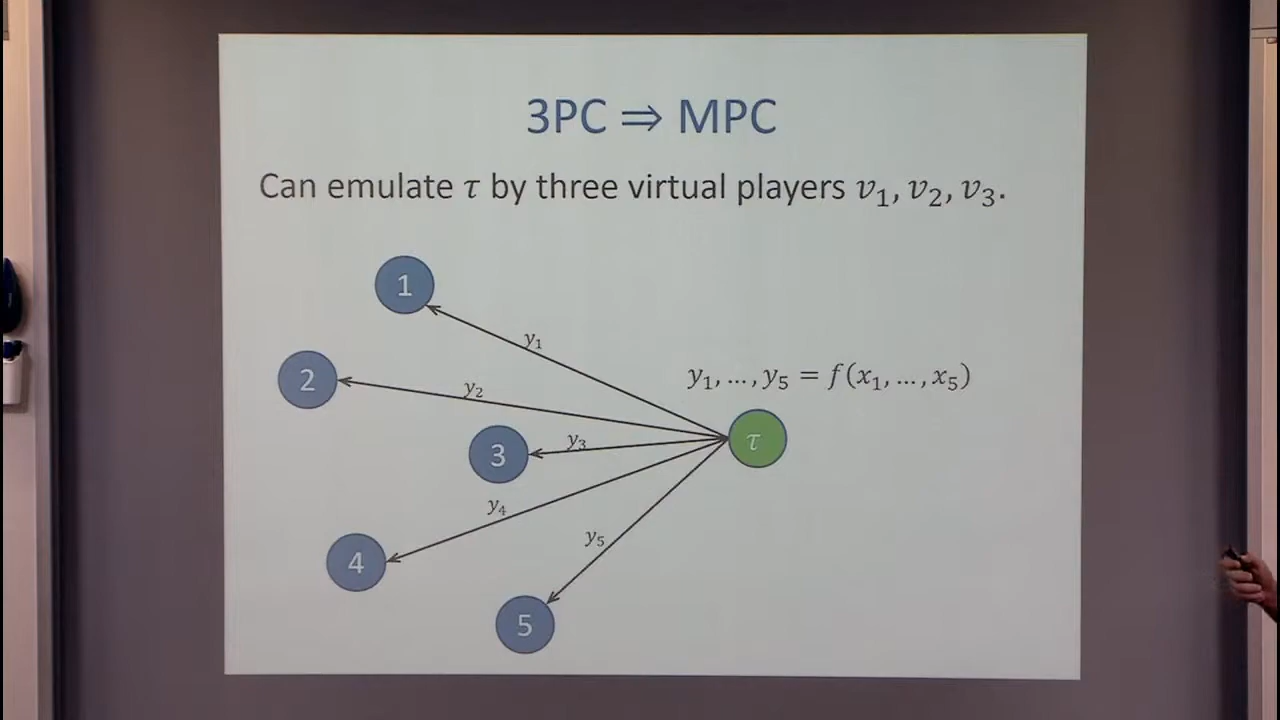 3PC ⇒ MPC
Can emulate τ by three virtual players v₁, v₂, v₃.
1
y₁
2
y₂
y₁, …, y₅ = f(x₁, …, x₅)
3
y₃
τ
y₄
4
y₅
5